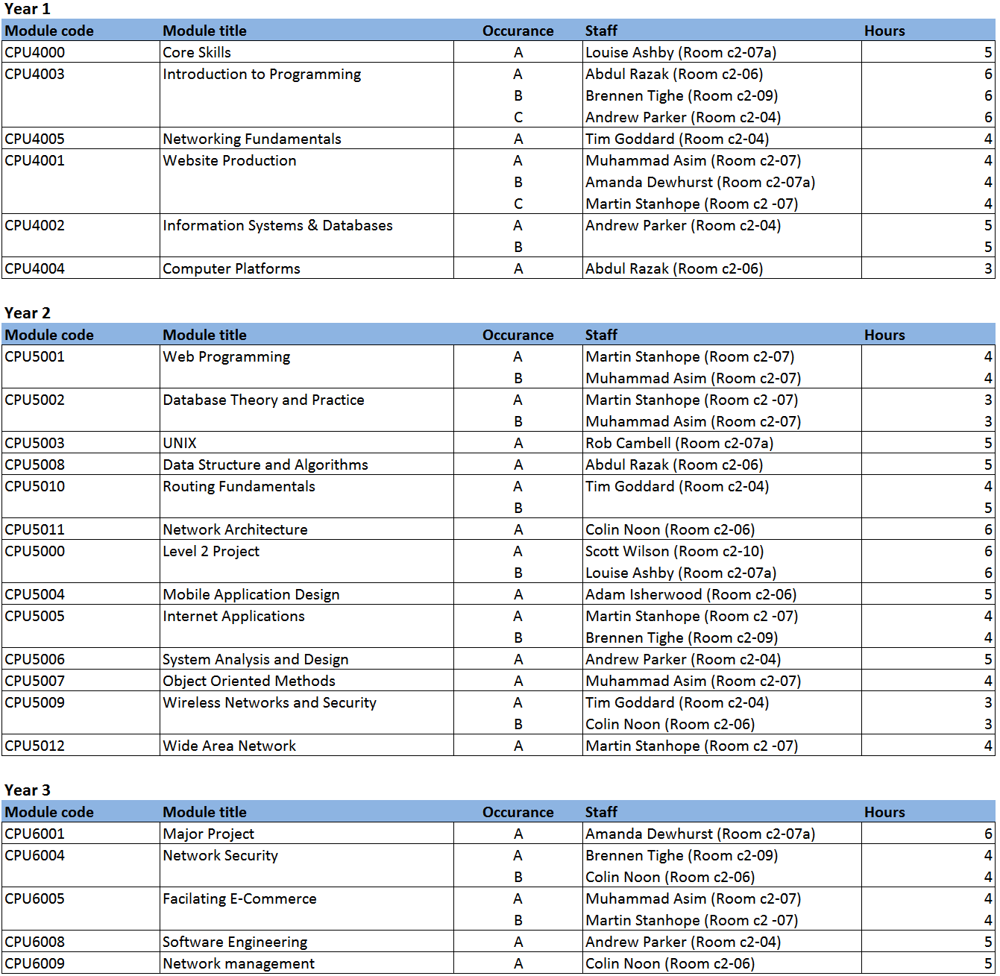 Year 1
Module code Module title Occurance Staff Hours
CPU4000 Core Skills A Louise Ashby (Room c2-07a) 5
CPU4003 Introduction to Programming A Abdul Razak (Room c2-06) 6
B Brennen Tighe (Room c2-09) 6
C Andrew Parker (Room c2-04) 6
CPU4005 Networking Fundamentals A Tim Goddard (Room c2-04) 4
CPU4001 Website Production A Muhammad Asim (Room c2-07) 4
B Amanda Dewhurst (Room c2-07a) 4
C Martin Stanhope (Room c2 -07) 4
CPU4002 Information Systems & Databases A Andrew Parker (Room c2-04) 5
B 5
CPU4004 Computer Platforms A Abdul Razak (Room c2-06) 3
Year 2
Module code Module title Occurance Staff Hours
CPU5001 Web Programming A Martin Stanhope (Room c2-07) 4
B Muhammad Asim (Room c2-07) 4
CPU5002 Database Theory and Practice A Martin Stanhope (Room c2 -07) 3
B Muhammad Asim (Room c2-07) 3
CPU5003 UNIX A Rob Cambell (Room c2-07a) 5
CPU5008 Data Structure and Algorithms A Abdul Razak (Room c2-06) 5
CPU5010 Routing Fundamentals A Tim Goddard (Room c2-04) 4
B 5
CPU5011 Network Architecture A Colin Noon (Room c2-06) 6
CPU5000 Level 2 Project A Scott Wilson (Room c2-10) 6
B Louise Ashby (Room c2-07a) 6
CPU5004 Mobile Application Design A Adam Isherwood (Room c2-06) 5
CPU5005 Internet Applications A Martin Stanhope (Room c2 -07) 4
B Brennen Tighe (Room c2-09) 4
CPU5006 System Analysis and Design A Andrew Parker (Room c2-04) 5
CPU5007 Object Oriented Methods A Muhammad Asim (Room c2-07) 4
CPU5009 Wireless Networks and Security A Tim Goddard (Room c2-04) 3
B Colin Noon (Room c2-06) 3
CPU5012 Wide Area Network A Martin Stanhope (Room c2 -07) 4
Year 3
Module code Module title Occurance Staff Hours
CPU6001 Major Project A Amanda Dewhurst (Room c2-07a) 6
CPU6004 Network Security A Brennen Tighe (Room c2-09) 4
B Colin Noon (Room c2-06) 4
CPU6005 Facilating E-Commerce A Muhammad Asim (Room c2-07) 4
B Martin Stanhope (Room c2 -07) 4
CPU6008 Software Engineering A Andrew Parker (Room c2-04) 5
CPU6009 Network management A Colin Noon (Room c2-06) 5